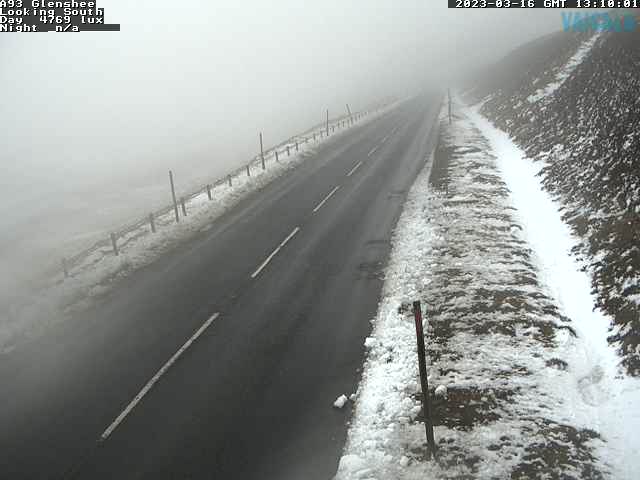 A93 Glenshee
Looking South
Day 4769 lux
Night n/a
2023-03-16 GMT 13:10:01
VAISALA